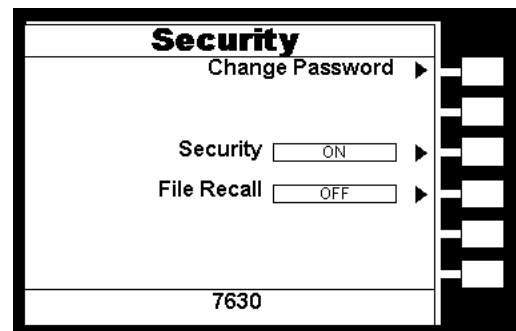 Security
Change Password
Security ON
File Recall OFF
7630